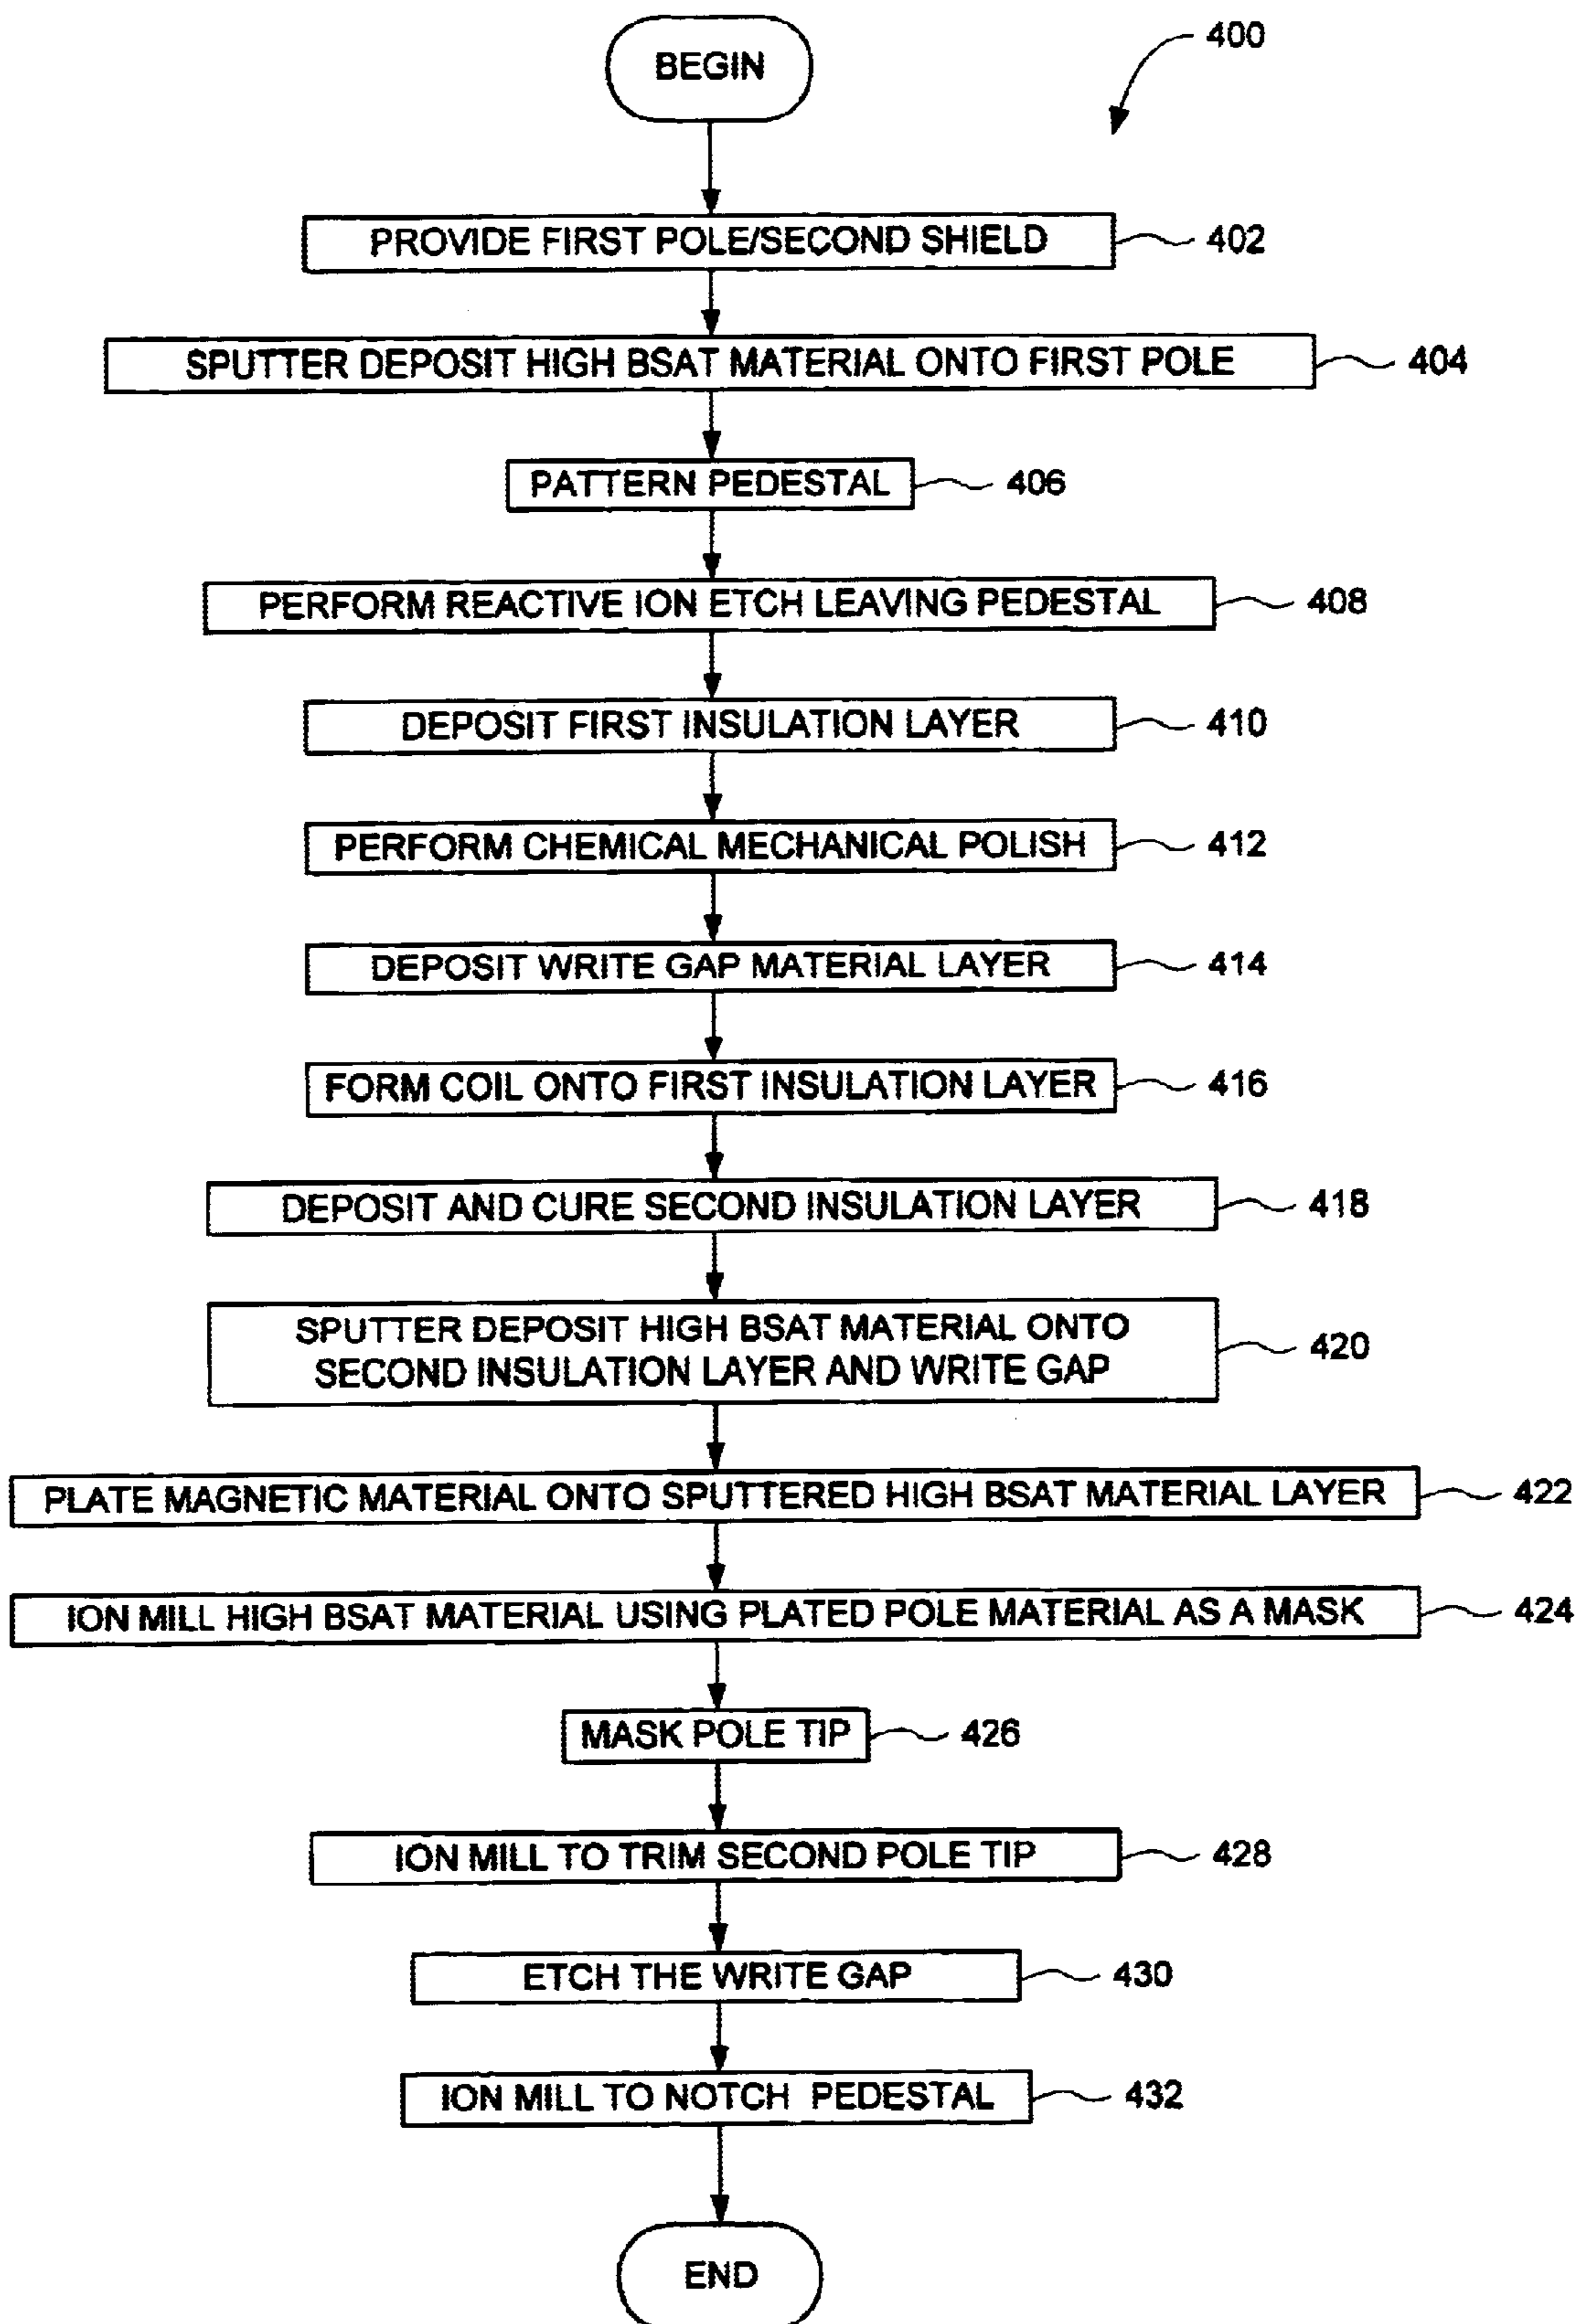 BEGIN
400
PROVIDE FIRST POLE/SECOND SHIELD 402
SPUTTER DEPOSIT HIGH BSAT MATERIAL ONTO FIRST POLE 404
PATTERN PEDESTAL 406
PERFORM REACTIVE ION ETCH LEAVING PEDESTAL 408
DEPOSIT FIRST INSULATION LAYER 410
PERFORM CHEMICAL MECHANICAL POLISH 412
DEPOSIT WRITE GAP MATERIAL LAYER 414
FORM COIL ONTO FIRST INSULATION LAYER 416
DEPOSIT AND CURE SECOND INSULATION LAYER 418
SPUTTER DEPOSIT HIGH BSAT MATERIAL ONTO
SECOND INSULATION LAYER AND WRITE GAP 420
PLATE MAGNETIC MATERIAL ONTO SPUTTERED HIGH BSAT MATERIAL LAYER 422
ION MILL HIGH BSAT MATERIAL USING PLATED POLE MATERIAL AS A MASK 424
MASK POLE TIP 426
ION MILL TO TRIM SECOND POLE TIP 428
ETCH THE WRITE GAP 430
ION MILL TO NOTCH PEDESTAL 432
END